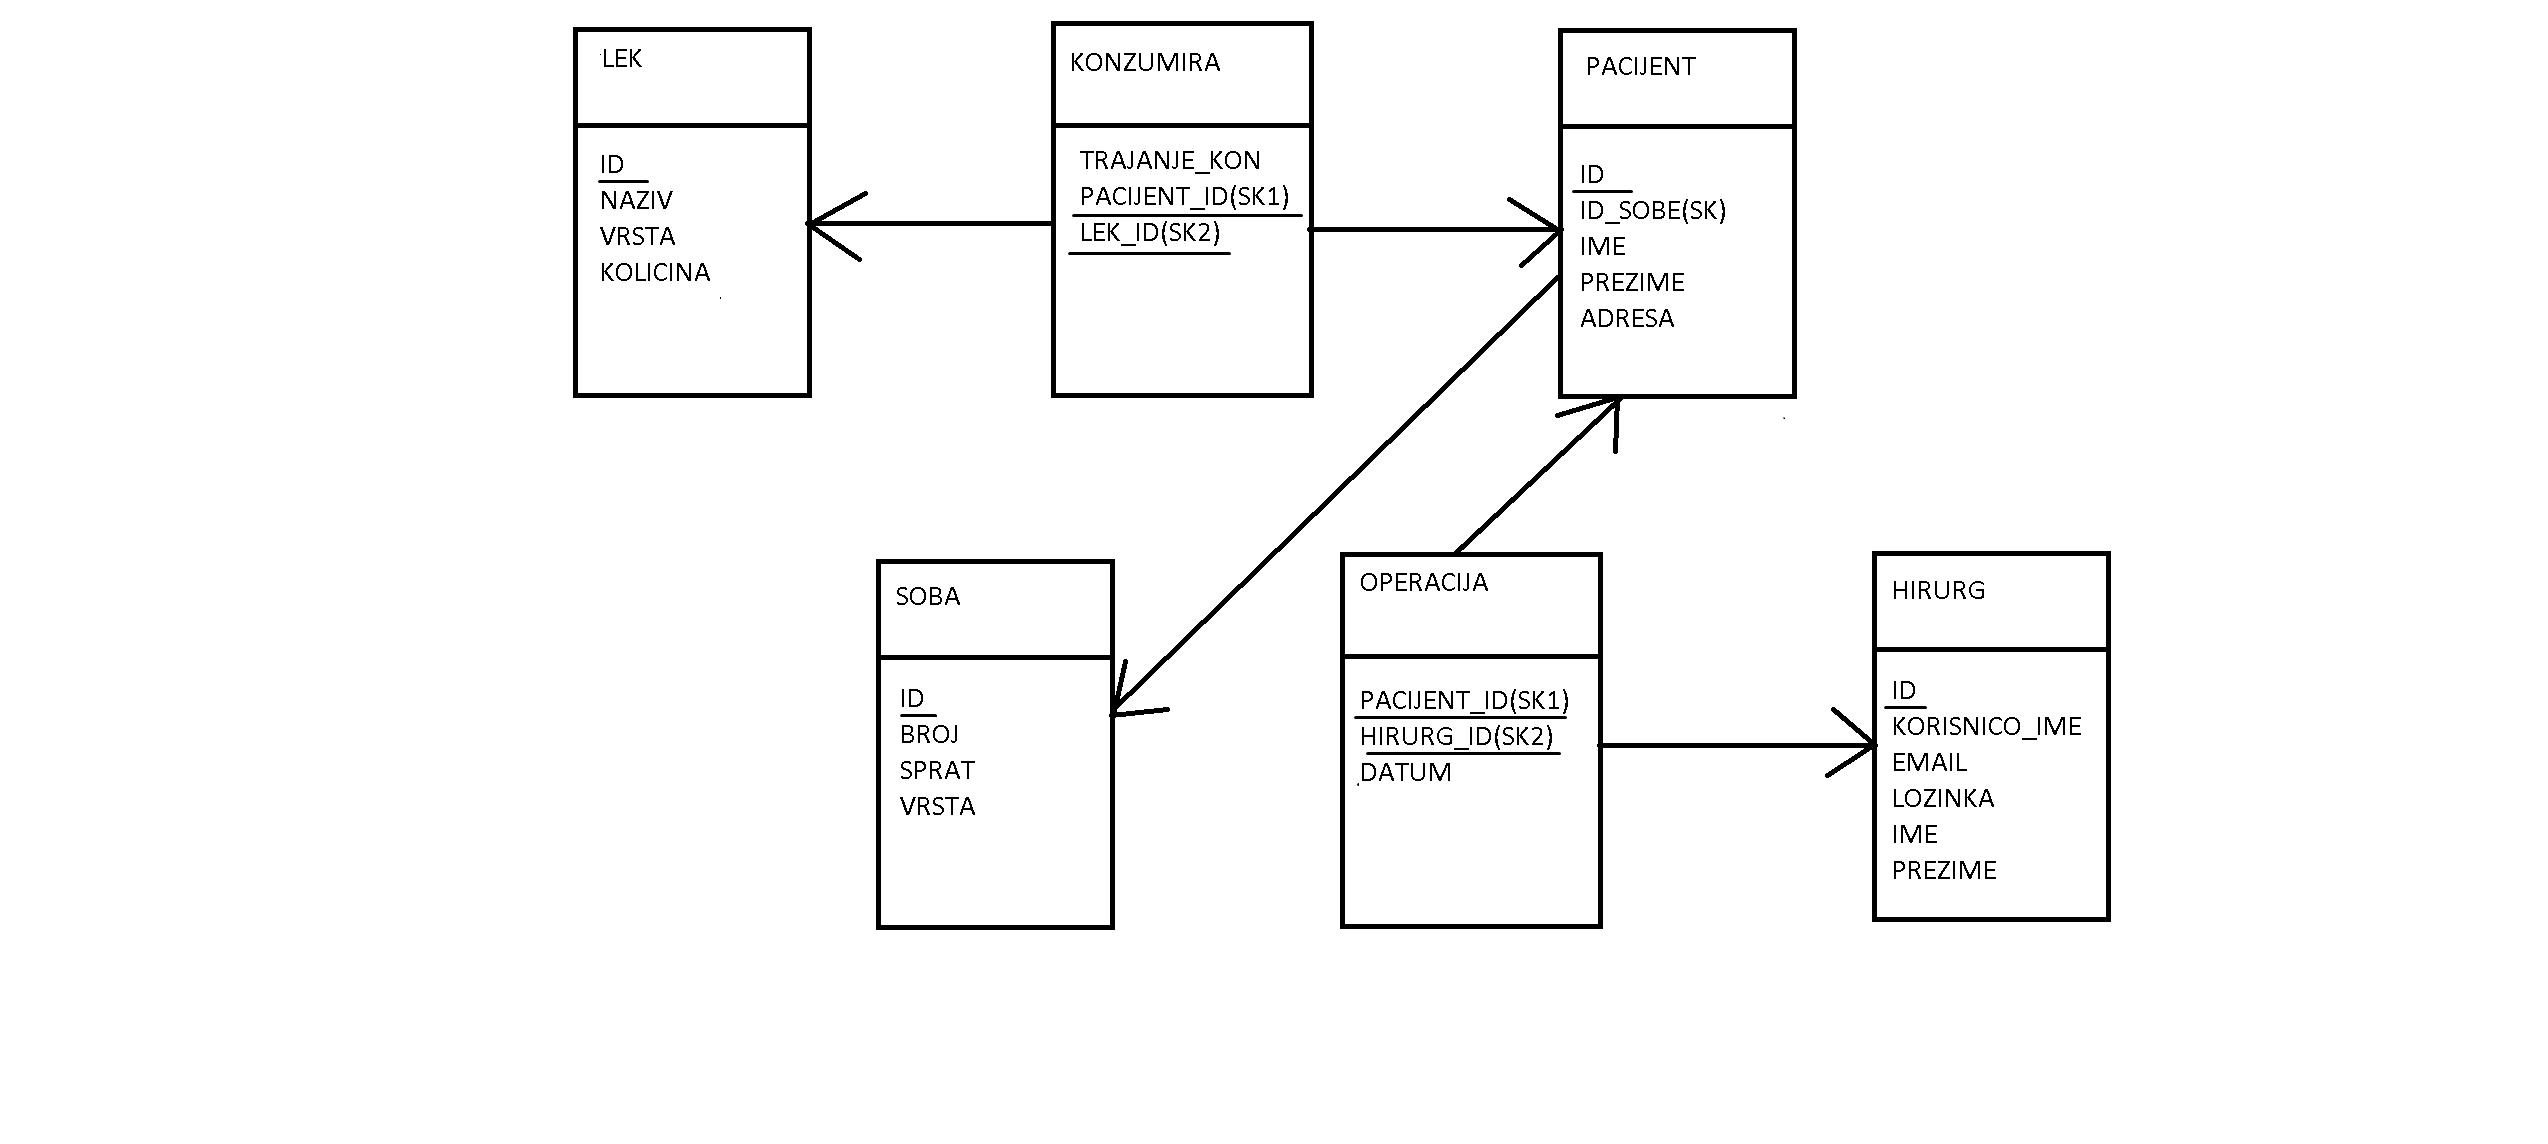 LEK
ID
NAZIV
VRSTA
KOLICINA
KONZUMIRA
TRAJANJE_KON
PACIJENT_ID(SK1)
LEK_ID(SK2)
PACIJENT
ID
ID_SOBE(SK)
IME
PREZIME
ADRESA
SOBA
ID
BROJ
SPRAT
VRSTA
OPERACIJA
PACIJENT_ID(SK1)
HIRURG_ID(SK2)
DATUM
HIRURG
ID
KORISNICO_IME
EMAIL
LOZINKA
IME
PREZIME